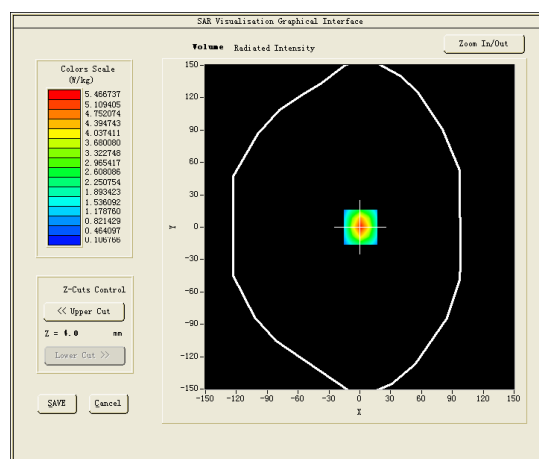 SAR Visualisation Graphical Interface
Volume Radiated Intensity
Zoom In/Out
Colors Scale
(W/kg)
5.466737
5.109405
4.752074
4.394743
4.037411
3.680080
3.322748
2.965417
2.608086
2.250754
1.893423
1.536092
1.178760
0.821429
0.464097
0.106766
Z-Cuts Control
<< Upper Cut
Z = 4.0 mm
Lower Cut >>
SAVE Cancel
150
120
90
60
30
0
-30
-60
-90
-120
-150
Y
-150 -120 -90 -60 -30 0 30 60 90 120 150
X